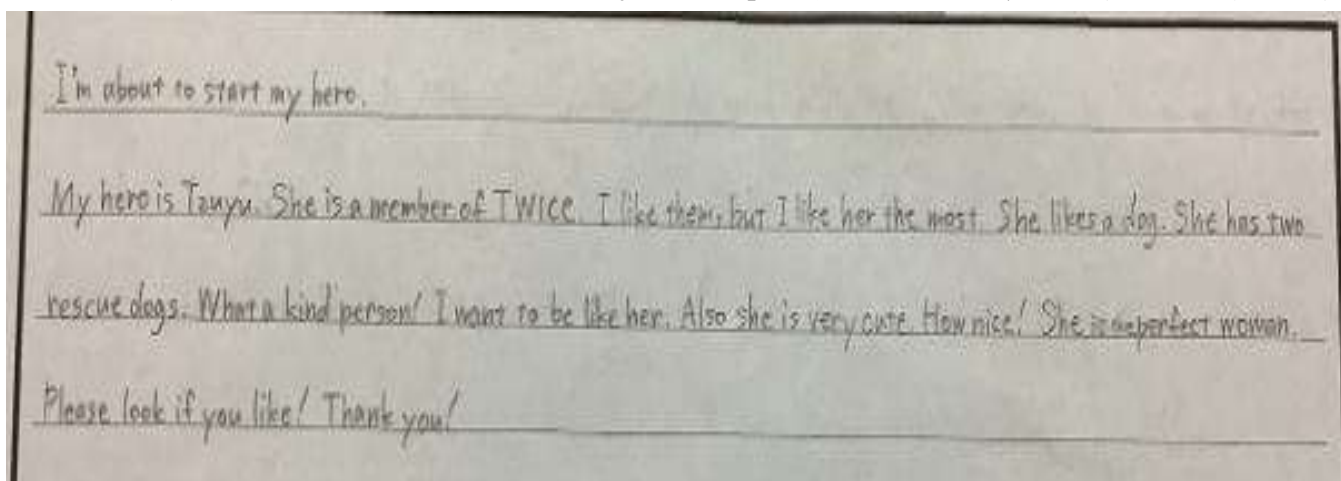 I'm about to start my hero.
My hero is Tzuyu. She is a member of TWICE. I like them, but I like her the most. She likes a dog. She has two
rescue dogs. What a kind person! I want to be like her. Also she is very cute. How nice! She is perfect woman.
Please look if you like! Thank you!